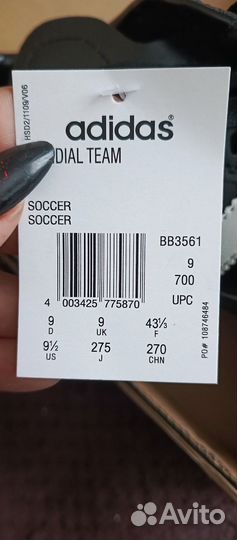 HSD2/1109/V06
adidas
DIAL TEAM
SOCCER
SOCCER
BB3561
9
700
4 003425 775870 UPC
9 9 43⅓
D UK F
9½ 275 270
US J CHN
PO# 108746484
Avito